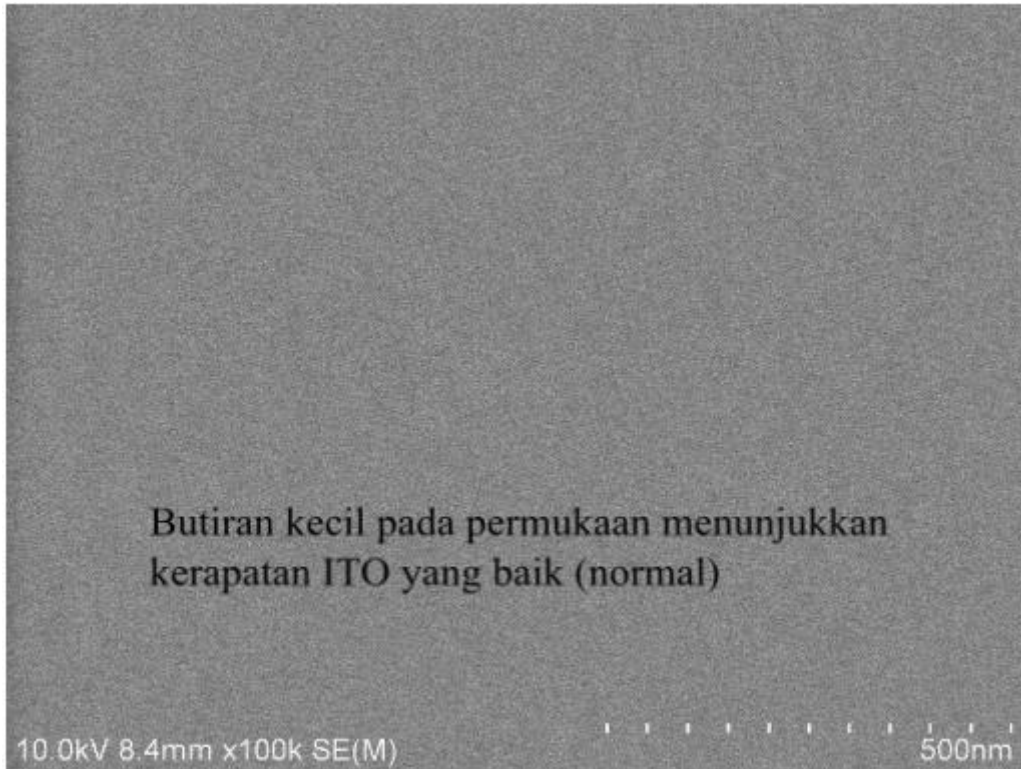 Butiran kecil pada permukaan menunjukkan
kerapatan ITO yang baik (normal)
10.0kV 8.4mm x100k SE(M)
500nm